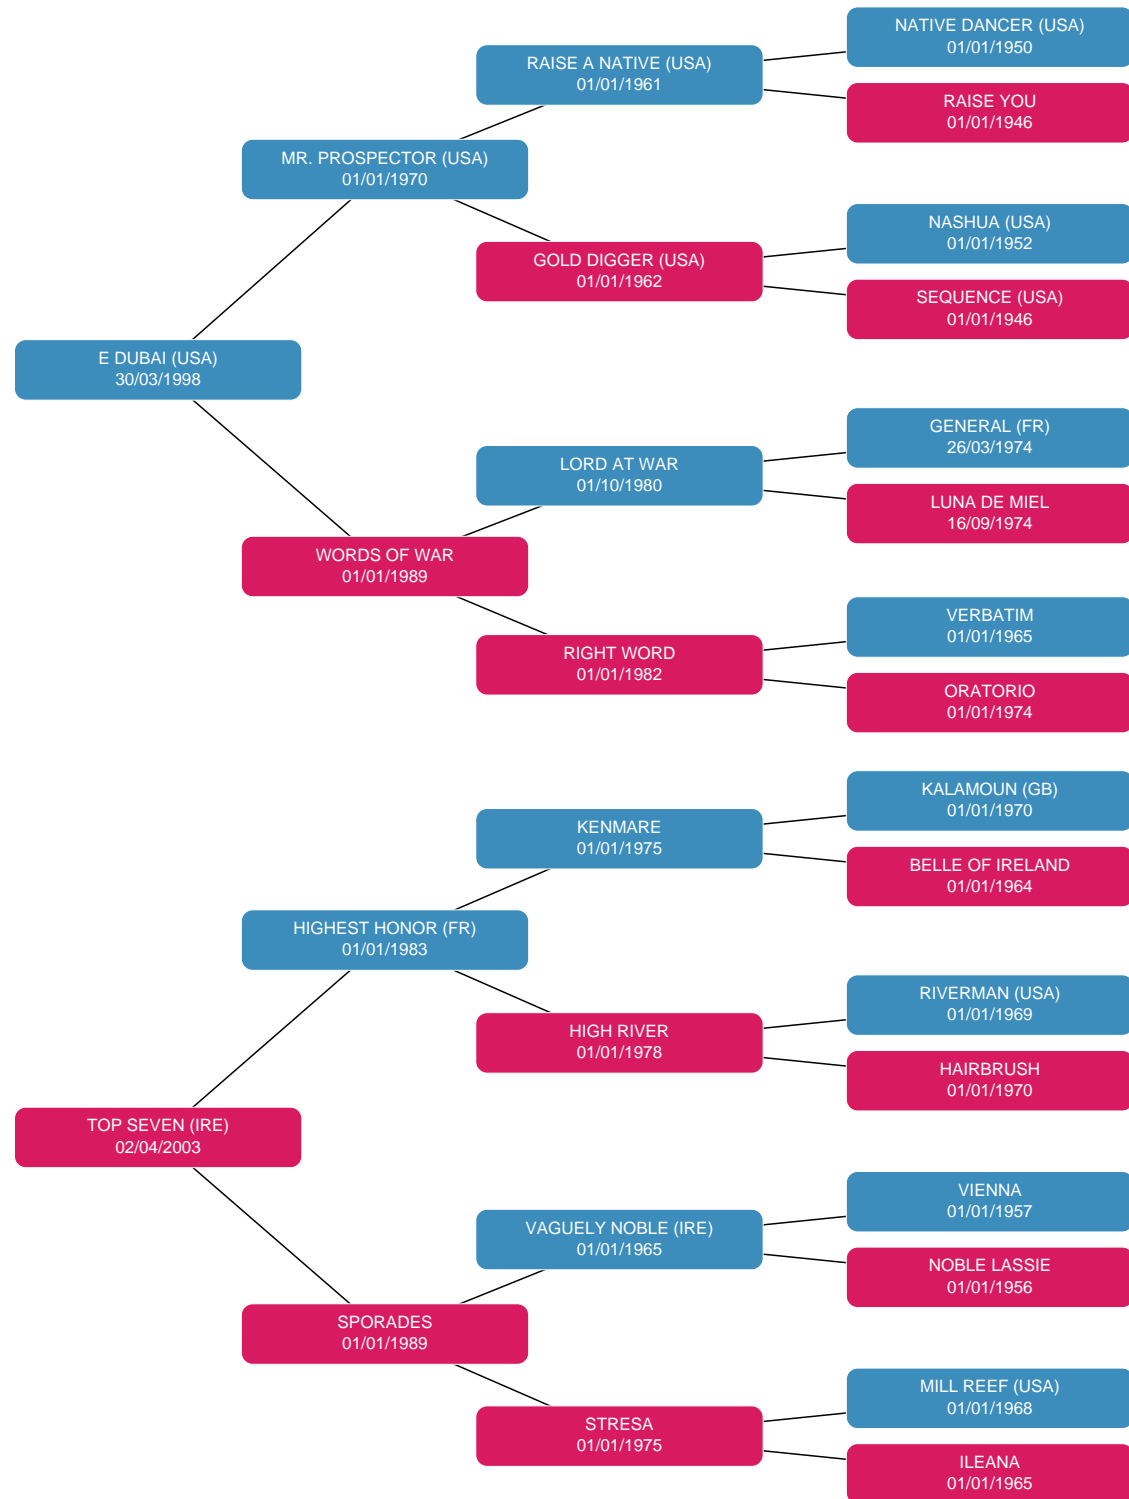 NATIVE DANCER (USA)
01/01/1950
RAISE A NATIVE (USA)
01/01/1961
RAISE YOU
01/01/1946
MR. PROSPECTOR (USA)
01/01/1970
NASHUA (USA)
01/01/1952
GOLD DIGGER (USA)
01/01/1962
SEQUENCE (USA)
01/01/1946
E DUBAI (USA)
30/03/1998
GENERAL (FR)
26/03/1974
LORD AT WAR
01/10/1980
LUNA DE MIEL
16/09/1974
WORDS OF WAR
01/01/1989
VERBATIM
01/01/1965
RIGHT WORD
01/01/1982
ORATORIO
01/01/1974
KALAMOUN (GB)
01/01/1970
KENMARE
01/01/1975
BELLE OF IRELAND
01/01/1964
HIGHEST HONOR (FR)
01/01/1983
RIVERMAN (USA)
01/01/1969
HIGH RIVER
01/01/1978
HAIRBRUSH
01/01/1970
TOP SEVEN (IRE)
02/04/2003
VIENNA
01/01/1957
VAGUELY NOBLE (IRE)
01/01/1965
NOBLE LASSIE
01/01/1956
SPORADES
01/01/1989
MILL REEF (USA)
01/01/1968
STRESA
01/01/1975
ILEANA
01/01/1965